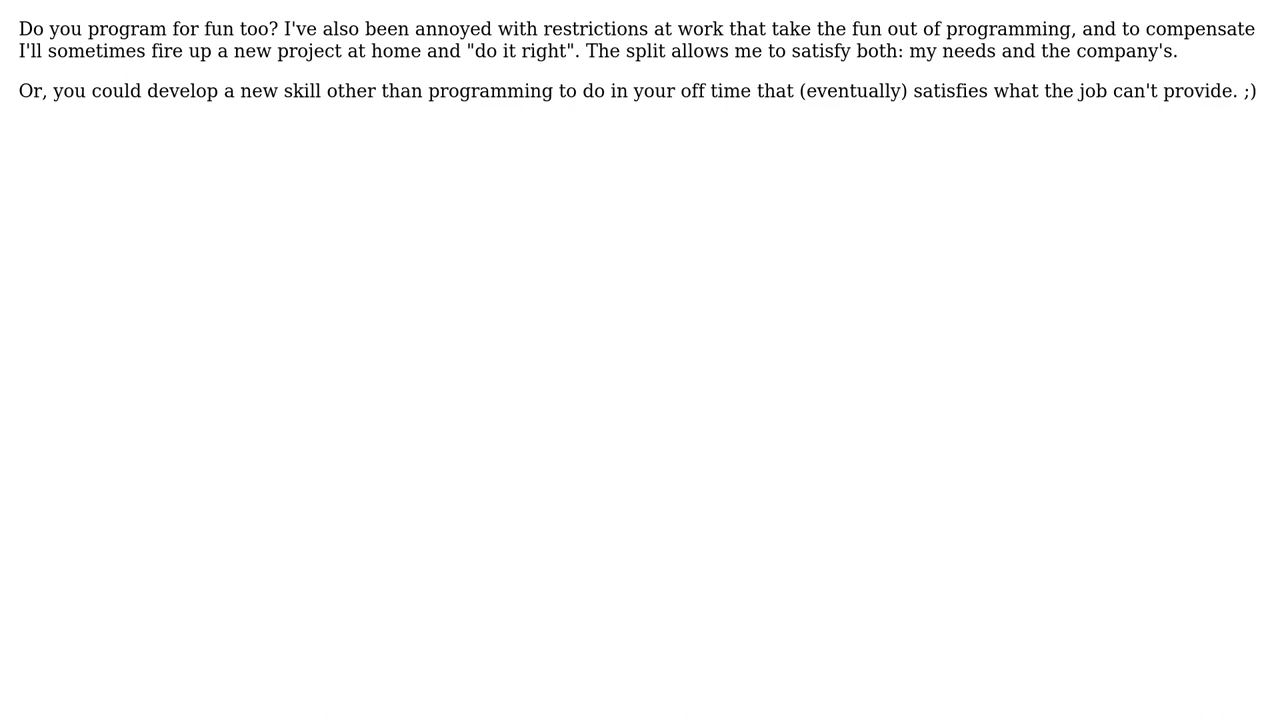 Do you program for fun too? I've also been annoyed with restrictions at work that take the fun out of programming, and to compensate
I'll sometimes fire up a new project at home and "do it right". The split allows me to satisfy both: my needs and the company's.
Or, you could develop a new skill other than programming to do in your off time that (eventually) satisfies what the job can't provide. ;)